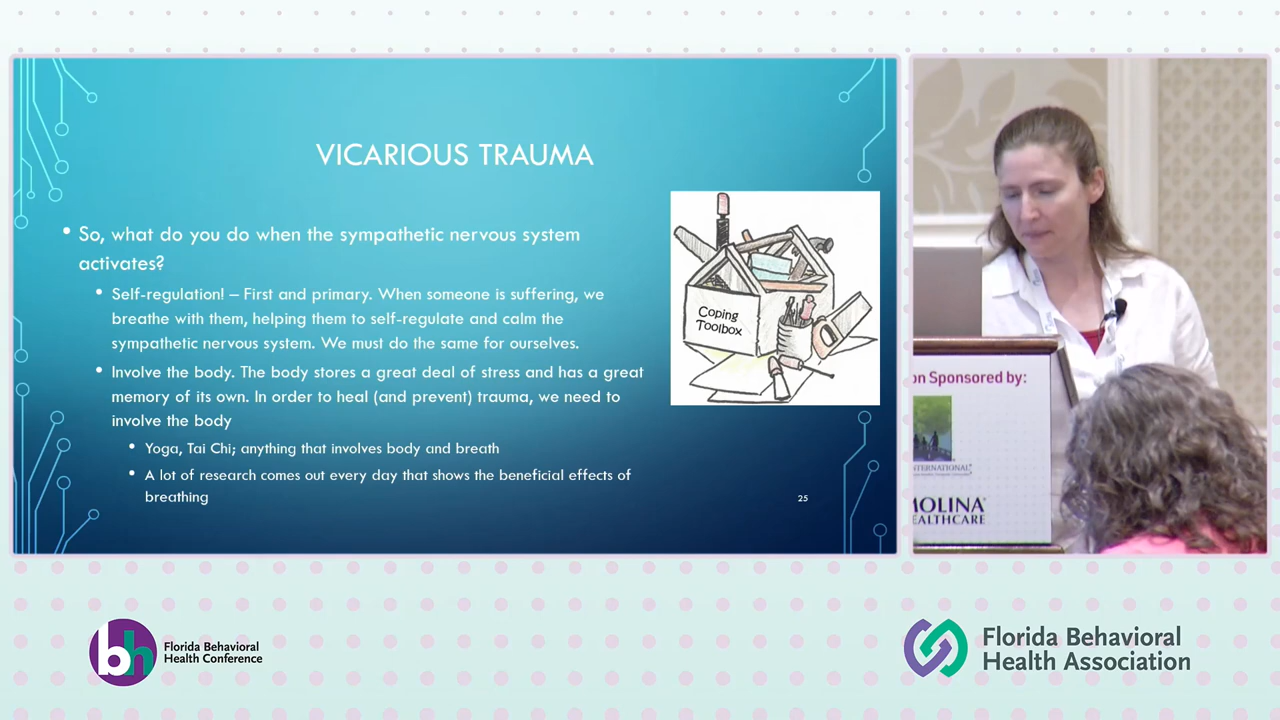 VICARIOUS TRAUMA
So, what do you do when the sympathetic nervous system
activates?
Self-regulation! – First and primary. When someone is suffering, we
breathe with them, helping them to self-regulate and calm the
sympathetic nervous system. We must do the same for ourselves.
Involve the body. The body stores a great deal of stress and has a great
memory of its own. In order to heal (and prevent) trauma, we need to
involve the body
Yoga, Tai Chi; anything that involves body and breath
A lot of research comes out every day that shows the beneficial effects of
breathing
25
Coping
Toolbox
on Sponsored by:
NTERNATIONAL
MOLINA
EALTHCARE
bh
Florida Behavioral
Health Conference
Florida Behavioral
Health Association